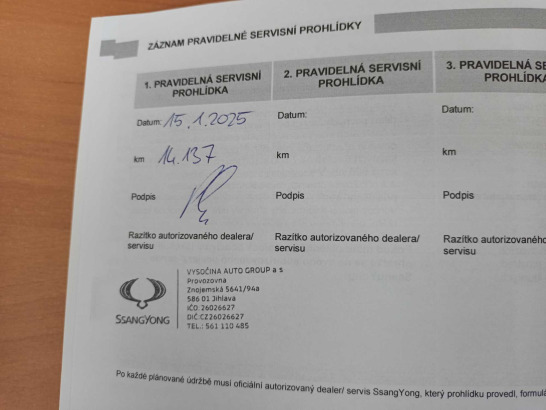 ZÁZNAM PRAVIDELNÉ SERVISNÍ PROHLÍDKY
1. PRAVIDELNÁ SERVISNÍ
PROHLÍDKA
Datum: 15.1.2025
km 14.137
Podpis
Razítko autorizovaného dealera/
servisu
SSANGYONG
VYSOČINA AUTO GROUP a s
Provozovna
Znojemská 5641/94a
586 01 Jihlava
IČO:26026627
DIČ:CZ26026627
TEL.: 561 110 485
2. PRAVIDELNÁ SERVISNÍ
PROHLÍDKA
Datum:
km
Podpis
Razítko autorizovaného dealera/
servisu
3. PRAVIDELNÁ
Datum:
km
Podpis
Razítko autorizovaného
servisu
Po každé plánované údržbě musí oficiální autorizovaný dealer/ servis SsangYong, který prohlídku provedl,